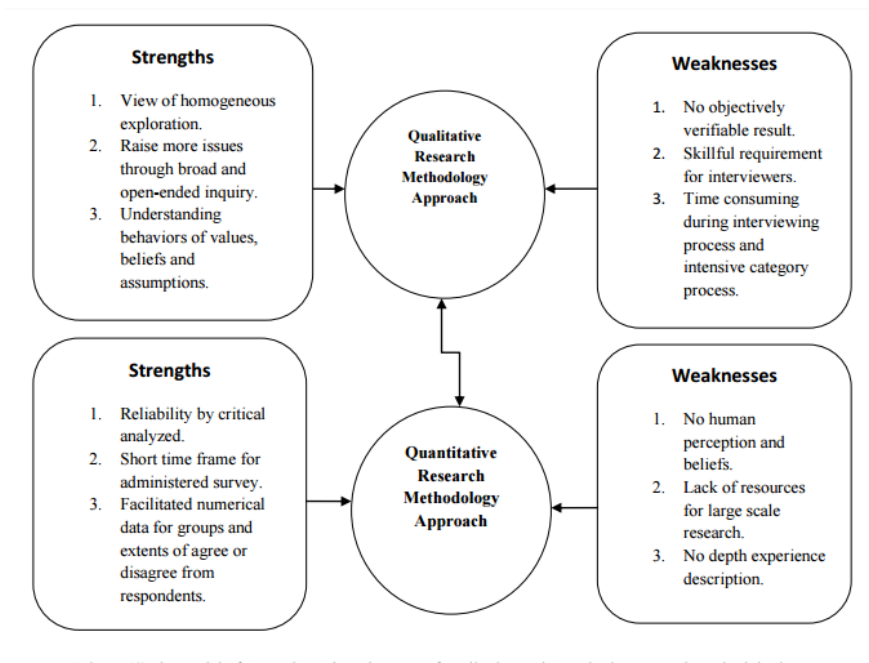 Strengths
1. View of homogeneous
exploration.
2. Raise more issues
through broad and
open-ended inquiry.
3. Understanding
behaviors of values,
beliefs and
assumptions.
Qualitative
Research
Methodology
Approach
Weaknesses
1. No objectively
verifiable result.
2. Skillful requirement
for interviewers.
3. Time consuming
during interviewing
process and
intensive category
process.
Strengths
1. Reliability by critical
analyzed.
2. Short time frame for
administered survey.
3. Facilitated numerical
data for groups and
extents of agree or
disagree from
respondents.
Quantitative
Research
Methodology
Approach
Weaknesses
1. No human
perception and
beliefs.
2. Lack of resources
for large scale
research.
3. No depth experience
description.